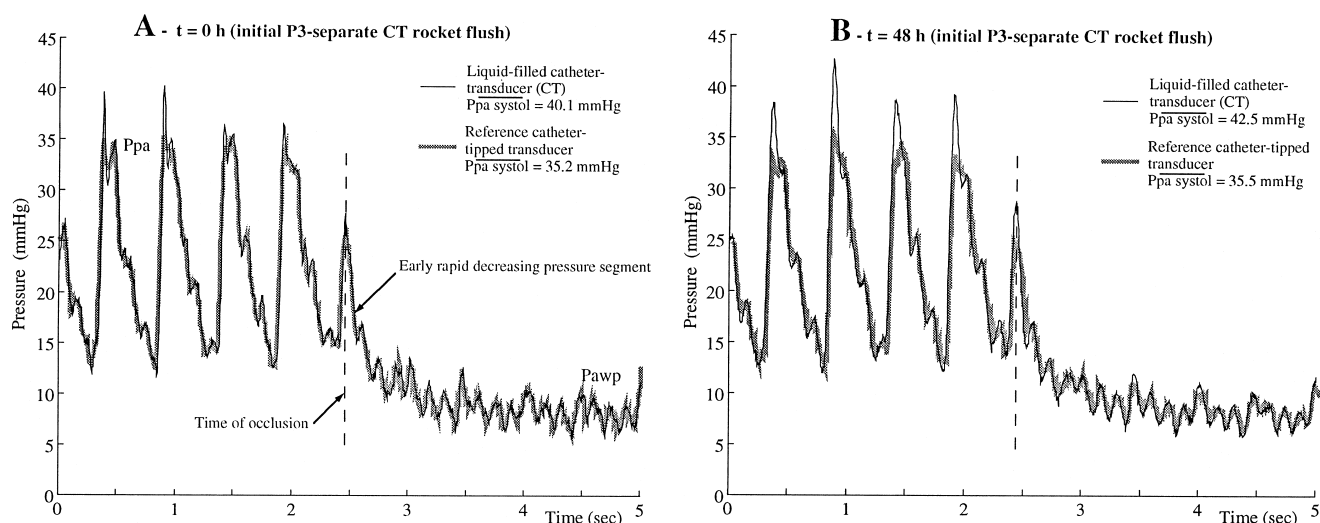 A - t = 0 h (initial P3-separate CT rocket flush)
45
40
35
30
25
20
15
10
5
0
Pressure (mmHg)
Liquid-filled catheter-
transducer (CT)
Ppa systol = 40.1 mmHg
Reference catheter-
tipped transducer
Ppa systol = 35.2 mmHg
Ppa
Early rapid decreasing pressure segment
Pawp
Time of occlusion
0 1 2 3 4 5
Time (sec)
B - t = 48 h (initial P3-separate CT rocket flush)
45
40
35
30
25
20
15
10
5
0
Pressure (mmHg)
Liquid-filled catheter-
transducer (CT)
Ppa systol = 42.5 mmHg
Reference catheter-tipped
transducer
Ppa systol = 35.5 mmHg
0 1 2 3 4 5
Time (sec)